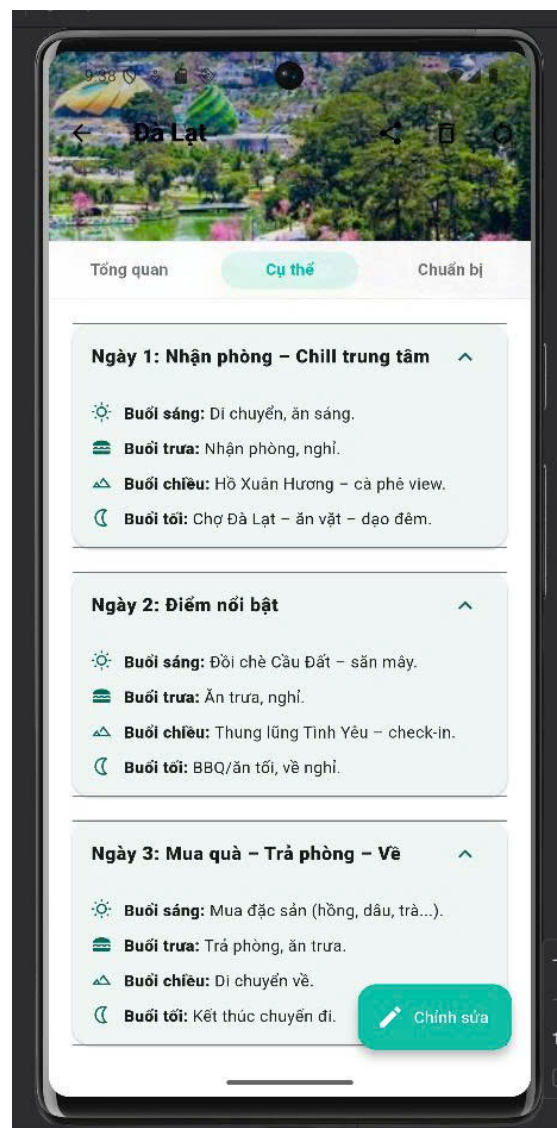 9:38
Đà Lạt
Tổng quan Cụ thể Chuẩn bị
Ngày 1: Nhận phòng – Chill trung tâm
Buổi sáng: Di chuyển, ăn sáng.
Buổi trưa: Nhận phòng, nghỉ.
Buổi chiều: Hồ Xuân Hương – cà phê view.
Buổi tối: Chợ Đà Lạt – ăn vặt – dạo đêm.
Ngày 2: Điểm nổi bật
Buổi sáng: Đồi chè Cầu Đất – săn mây.
Buổi trưa: Ăn trưa, nghỉ.
Buổi chiều: Thung lũng Tình Yêu – check-in.
Buổi tối: BBQ/ăn tối, về nghỉ.
Ngày 3: Mua quà – Trả phòng – Về
Buổi sáng: Mua đặc sản (hồng, dâu, trà...).
Buổi trưa: Trả phòng, ăn trưa.
Buổi chiều: Di chuyển về.
Buổi tối: Kết thúc chuyến đi.
Chỉnh sửa